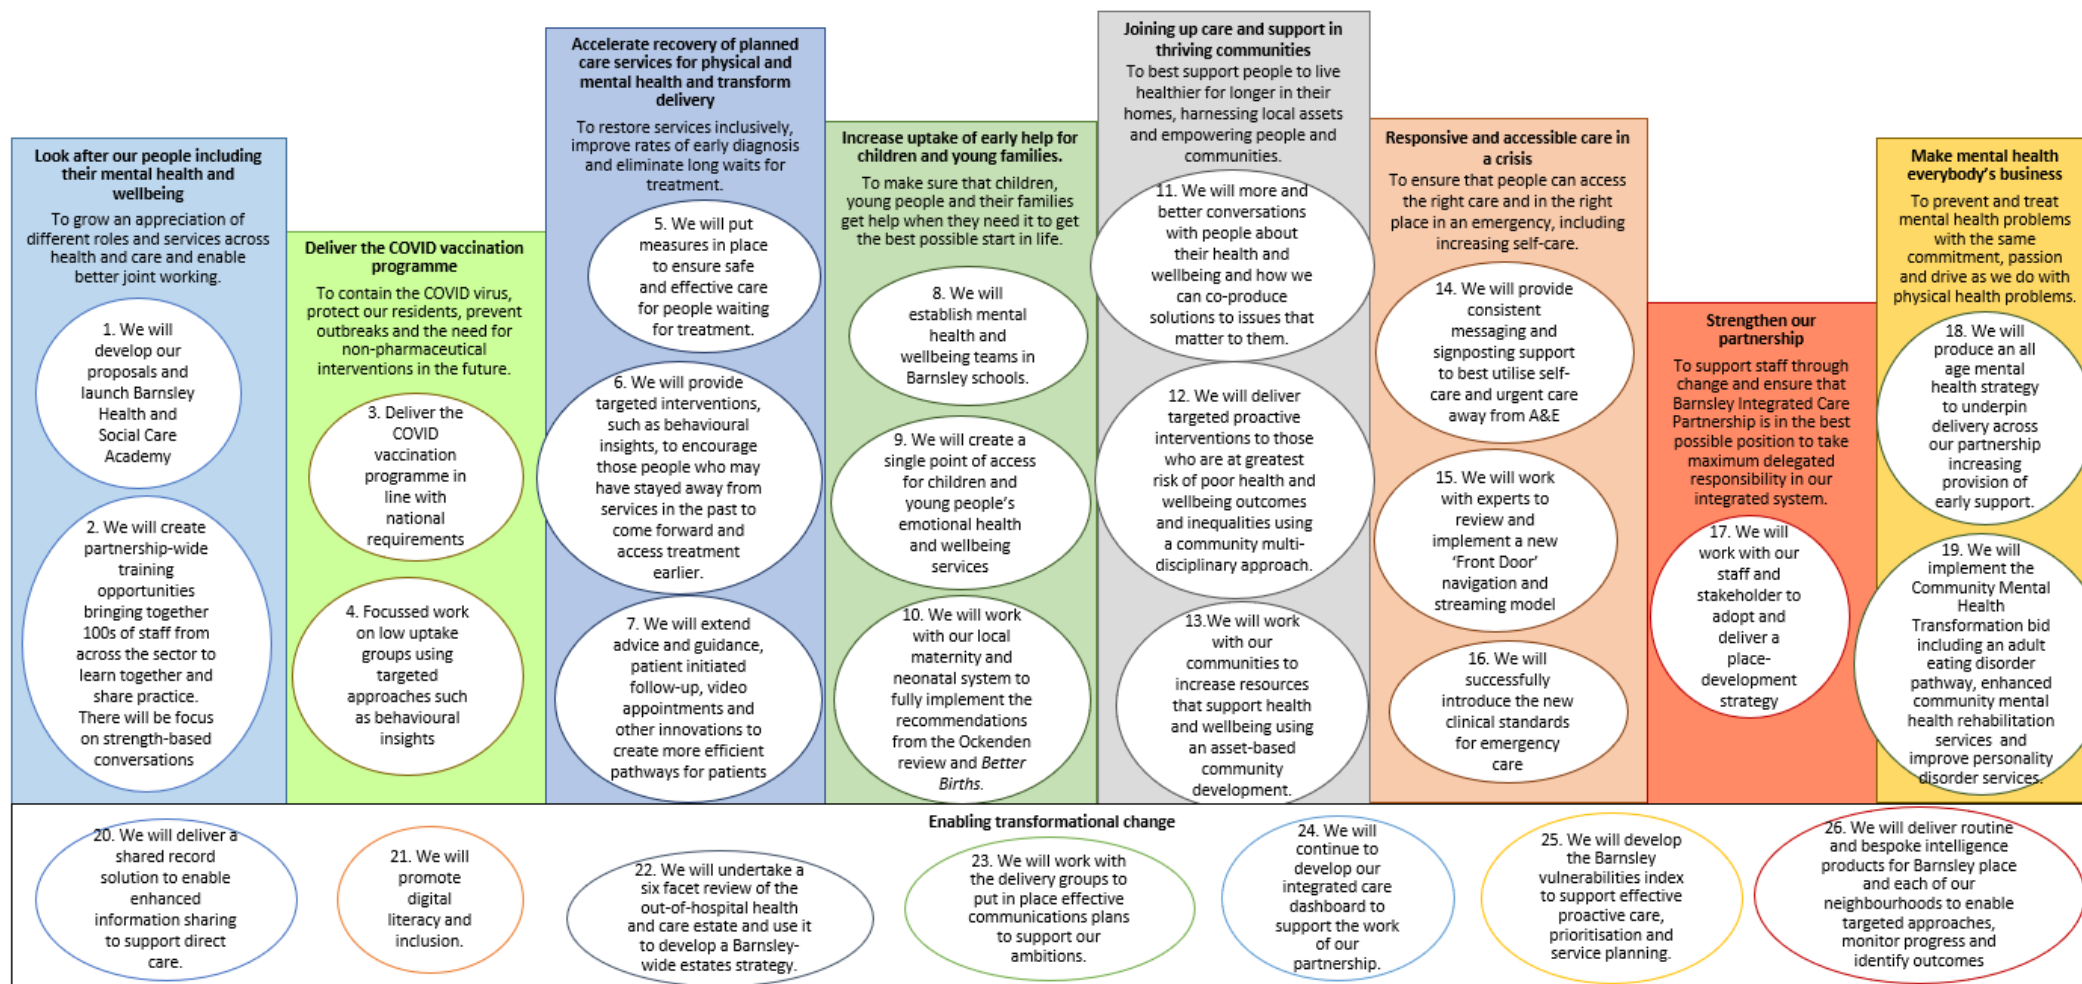 Look after our people including
their mental health and
wellbeing
To grow an appreciation of
different roles and services across
health and care and enable
better joint working.
1. We will
develop our
proposals and
launch Barnsley
Health and
Social Care
Academy
2. We will create
partnership-wide
training
opportunities
bringing together
100s of staff from
across the sector to
learn together and
share practice.
There will be focus
on strength-based
conversations
Deliver the COVID vaccination
programme
To contain the COVID virus,
protect our residents, prevent
outbreaks and the need for
non-pharmaceutical
interventions in the future.
3. Deliver the
COVID
vaccination
programme in
line with
national
requirements
4. Focussed work
on low uptake
groups using
targeted
approaches such
as behavioural
insights
Accelerate recovery of planned
care services for physical and
mental health and transform
delivery
To restore services inclusively,
improve rates of early diagnosis
and eliminate long waits for
treatment.
5. We will put
measures in place
to ensure safe
and effective care
for people waiting
for treatment.
6. We will provide
targeted interventions,
such as behavioural
insights, to encourage
those people who may
have stayed away from
services in the past to
come forward and
access treatment
earlier.
7. We will extend
advice and guidance,
patient initiated
follow-up, video
appointments and
other innovations to
create more efficient
pathways for patients
Increase uptake of early help for
children and young families.
To make sure that children,
young people and their families
get help when they need it to get
the best possible start in life.
8. We will
establish mental
health and
wellbeing teams in
Barnsley schools.
9. We will create a
single point of access
for children and
young people's
emotional health
and wellbeing
services
10. We will work
with our local
maternity and
neonatal system to
fully implement the
recommendations
from the Ockenden
review and Better
Births.
Joining up care and support in
thriving communities
To best support people to live
healthier for longer in their
homes, harnessing local assets
and empowering people and
communities.
11. We will more and
better conversations
with people about
their health and
wellbeing and how we
can co-produce
solutions to issues that
matter to them.
12. We will deliver
targeted proactive
interventions to those
who are at greatest
risk of poor health and
wellbeing outcomes
and inequalities using
a community multi-
disciplinary approach.
13.We will work
with our
communities to
increase resources
that support health
and wellbeing using
an asset-based
community
development.
Responsive and accessible care in
a crisis
To ensure that people can access
the right care and in the right
place in an emergency, including
increasing self-care.
14. We will provide
consistent
messaging and
signposting support
to best utilise self-
care and urgent care
away from A&E
15. We will work
with experts to
review and
implement a new
‘Front Door’
navigation and
streaming model
16. We will
successfully
introduce the new
clinical standards
for emergency
care
Strengthen our
partnership
To support staff through
change and ensure that
Barnsley Integrated Care
Partnership is in the best
possible position to take
maximum delegated
responsibility in our
integrated system.
17. We will
work with our
staff and
stakeholder to
adopt and
deliver a
place-
development
strategy
Make mental health
everybody’s business
To prevent and treat
mental health problems
with the same
commitment, passion
and drive as we do with
physical health problems.
18. We will
produce an all
age mental
health strategy
to underpin
delivery across
our partnership
increasing
provision of
early support.
19. We will
implement the
Community Mental
Health
Transformation bid
including an adult
eating disorder
pathway, enhanced
community mental
health rehabilitation
services and
improve personality
disorder services.
Enabling transformational change
20. We will deliver a
shared record
solution to enable
enhanced
information sharing
to support direct
care.
21. We will
promote
digital
literacy and
inclusion.
22. We will undertake a
six facet review of the
out-of-hospital health
and care estate and use it
to develop a Barnsley-
wide estates strategy.
23. We will work with
the delivery groups to
put in place effective
communications plans
to support our
ambitions.
24. We will
continue to
develop our
integrated care
dashboard to
support the work
of our
partnership.
25. We will develop
the Barnsley
vulnerabilities index
to support effective
proactive care,
prioritisation and
service planning.
26. We will deliver routine
and bespoke intelligence
products for Barnsley place
and each of our
neighbourhoods to enable
targeted approaches,
monitor progress and
identify outcomes